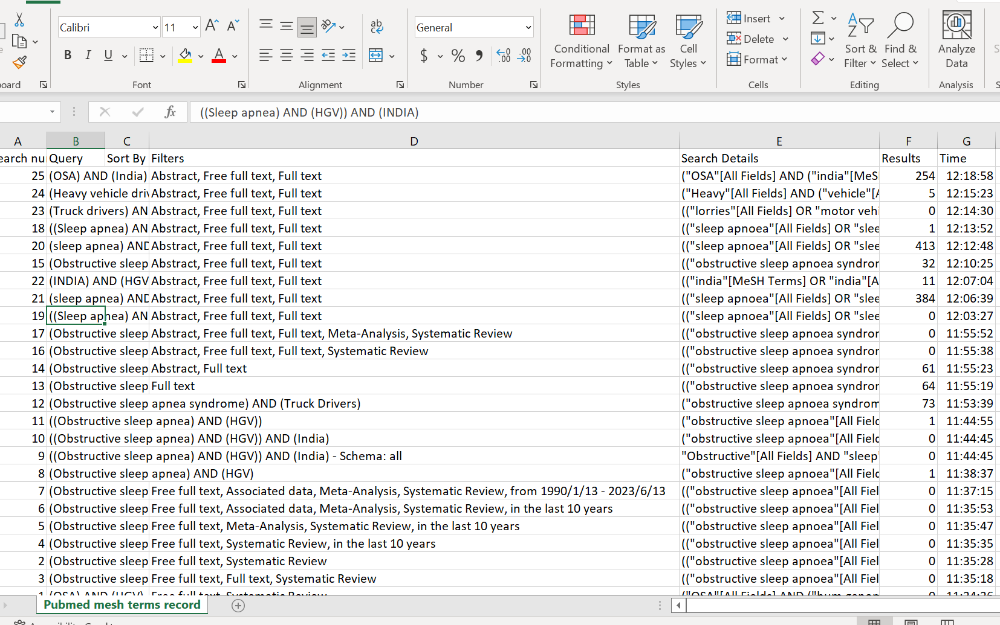 Calibri 11 A^ A˅ ab General Conditional Formatting Format as Table Cell Styles Insert Delete Format Sort & Filter Find & Select Analyze Data
B I U A $ % , .00 .00
Font Alignment Number Styles Cells Editing Analysis
fx ((Sleep apnea) AND (HGV)) AND (INDIA)
A B C D E F G
Query Sort By Filters Search Details Results Time
25 (OSA) AND (India) Abstract, Free full text, Full text ("OSA"[All Fields] AND ("india"[MeS 254 12:18:58
24 (Heavy vehicle driv Abstract, Free full text, Full text ("Heavy"[All Fields] AND ("vehicle"[A 5 12:15:23
23 (Truck drivers) AN Abstract, Free full text, Full text (("lorries"[All Fields] OR "motor vehi 0 12:14:30
18 ((Sleep apnea) AN Abstract, Free full text, Full text (("sleep apnoea"[All Fields] OR "slee 1 12:13:52
20 (sleep apnea) AND Abstract, Free full text, Full text (("sleep apnoea"[All Fields] OR "slee 413 12:12:48
15 (Obstructive sleep Abstract, Free full text, Full text (("obstructive sleep apnoea syndror 32 12:10:25
22 (INDIA) AND (HGV Abstract, Free full text, Full text (("india"[MeSH Terms] OR "india"[A 11 12:07:04
21 (sleep apnea) AND Abstract, Free full text, Full text (("sleep apnoea"[All Fields] OR "slee 384 12:06:39
19 ((Sleep apnea) AN Abstract, Free full text, Full text (("sleep apnoea"[All Fields] OR "slee 0 12:03:27
17 (Obstructive sleep Abstract, Free full text, Full text, Meta-Analysis, Systematic Review (("obstructive sleep apnoea syndror 0 11:55:52
16 (Obstructive sleep Abstract, Free full text, Full text, Systematic Review (("obstructive sleep apnoea syndror 0 11:55:38
14 (Obstructive sleep Abstract, Full text (("obstructive sleep apnoea syndror 61 11:55:23
13 (Obstructive sleep Full text (("obstructive sleep apnoea syndror 64 11:55:19
12 (Obstructive sleep apnea syndrome) AND (Truck Drivers) ("obstructive sleep apnoea syndrom 73 11:53:39
11 ((Obstructive sleep apnea) AND (HGV)) ("obstructive sleep apnoea"[All Field 1 11:44:55
10 ((Obstructive sleep apnea) AND (HGV)) AND (India) ("obstructive sleep apnoea"[All Field 0 11:44:45
9 ((Obstructive sleep apnea) AND (HGV)) AND (India) - Schema: all "Obstructive"[All Fields] AND "sleep" 0 11:44:45
8 (Obstructive sleep apnea) AND (HGV) ("obstructive sleep apnoea"[All Field 1 11:38:37
7 (Obstructive sleep Free full text, Associated data, Meta-Analysis, Systematic Review, from 1990/1/13 - 2023/6/13 (("obstructive sleep apnoea"[All Fiel 0 11:37:15
6 (Obstructive sleep Free full text, Associated data, Meta-Analysis, Systematic Review, in the last 10 years (("obstructive sleep apnoea"[All Fiel 0 11:35:53
5 (Obstructive sleep Free full text, Meta-Analysis, Systematic Review, in the last 10 years (("obstructive sleep apnoea"[All Fiel 0 11:35:47
4 (Obstructive sleep Free full text, Systematic Review, in the last 10 years (("obstructive sleep apnoea"[All Fiel 0 11:35:35
2 (Obstructive sleep Free full text, Systematic Review (("obstructive sleep apnoea"[All Fiel 0 11:35:28
3 (Obstructive sleep Free full text, Full text, Systematic Review (("obstructive sleep apnoea"[All Fiel 0 11:35:18
Pubmed mesh terms record